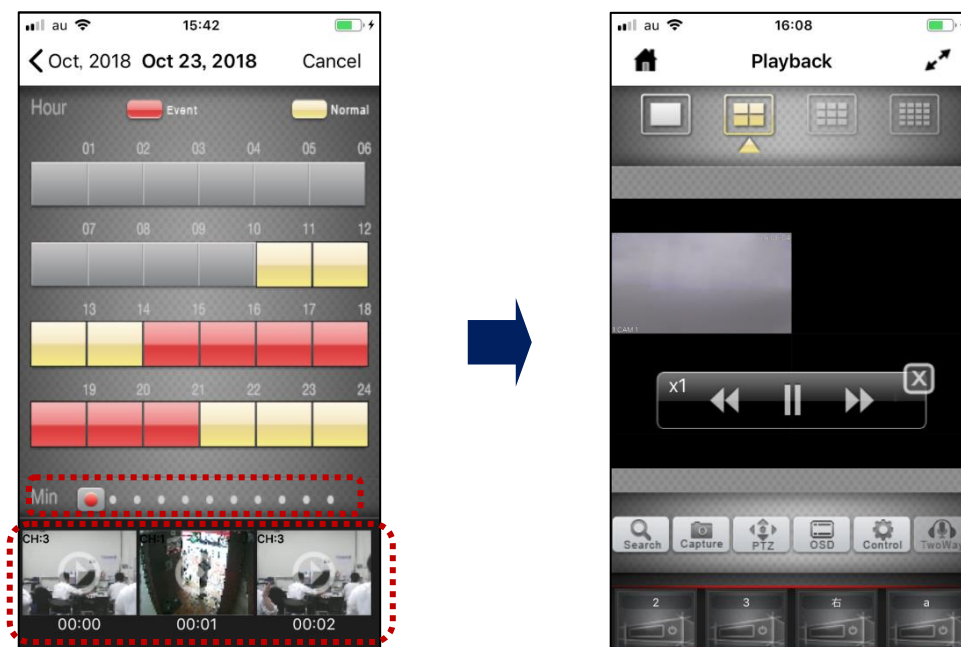 au 15:42
Oct, 2018 Oct 23, 2018 Cancel
Hour Event Normal
01 02 03 04 05 06
07 08 09 10 11 12
13 14 15 16 17 18
19 20 21 22 23 24
Min
CH:3 CH:1 CH:3
00:00 00:01 00:02
au 16:08
Playback
CAM1
x1 X
Search Capture PTZ OSD Control TwoWay
2 3 右 a